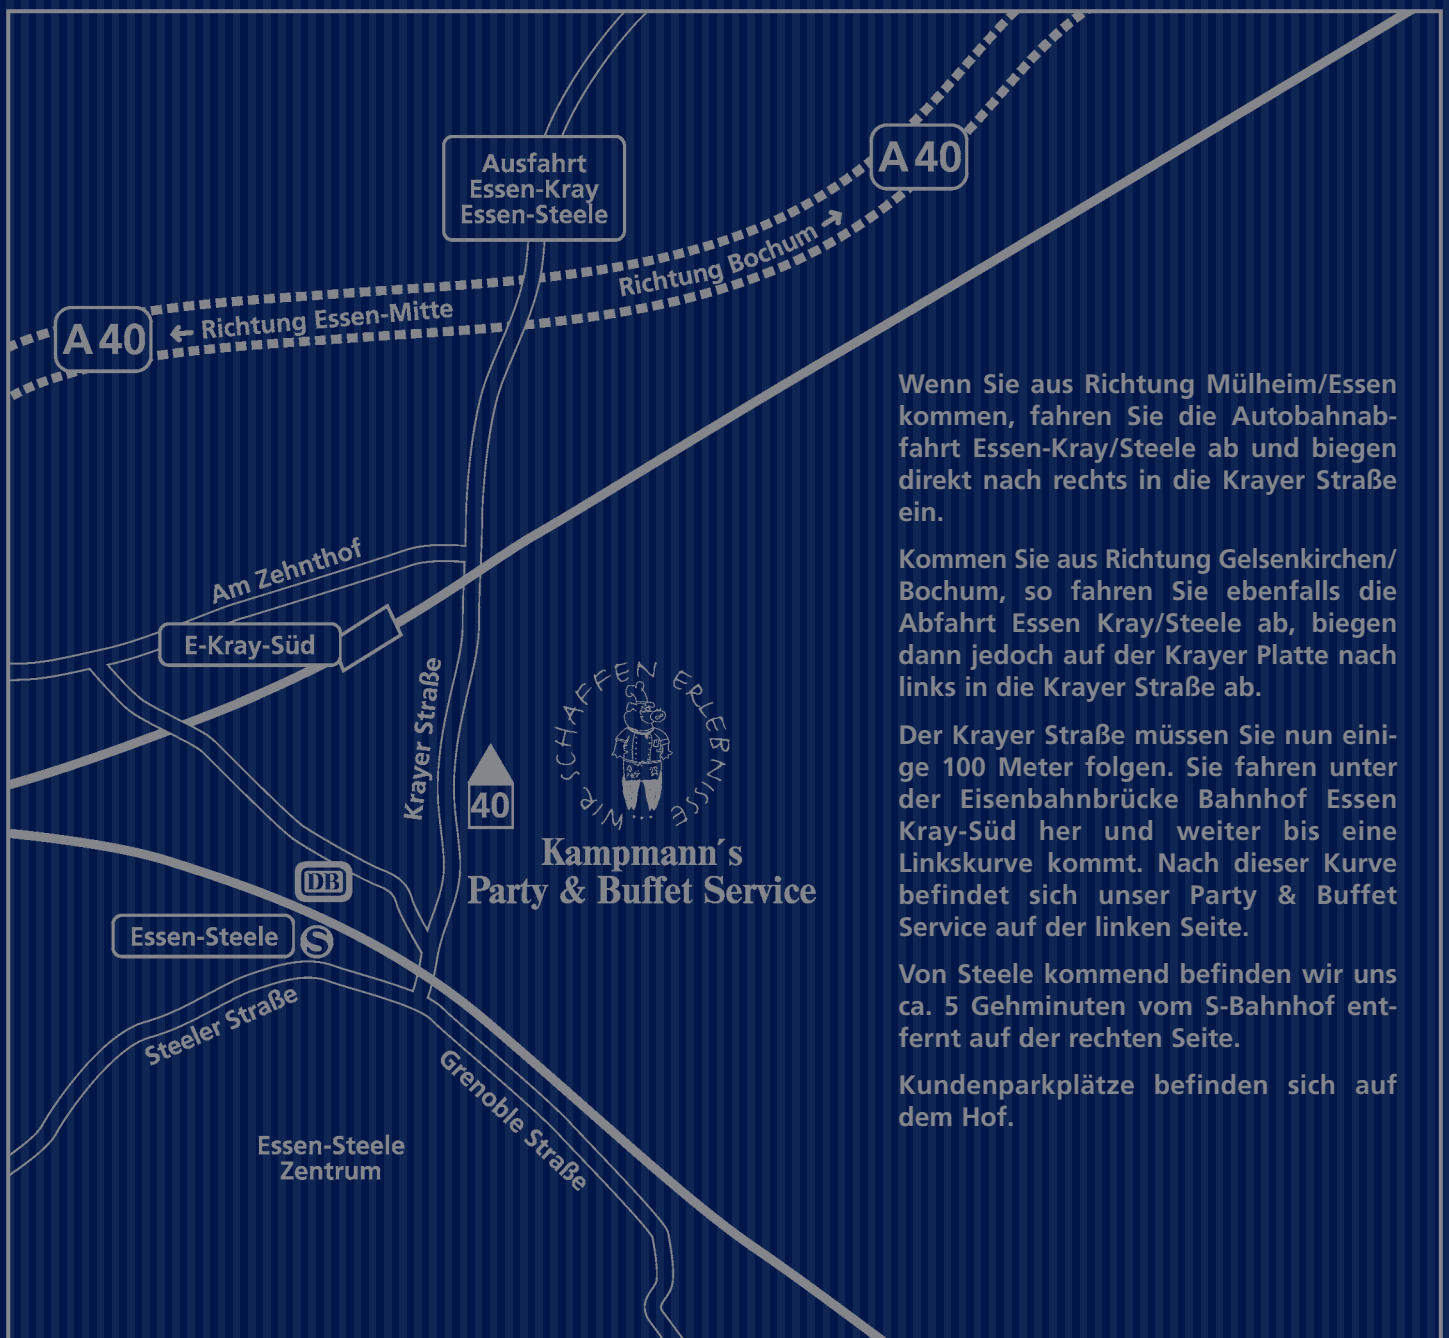 Ausfahrt
Essen-Kray
Essen-Steele
A 40
Richtung Bochum →
← Richtung Essen-Mitte
A 40
Wenn Sie aus Richtung Mülheim/Essen
kommen, fahren Sie die Autobahnab-
fahrt Essen-Kray/Steele ab und biegen
direkt nach rechts in die Krayer Straße
ein.
Kommen Sie aus Richtung Gelsenkirchen/
Bochum, so fahren Sie ebenfalls die
Abfahrt Essen Kray/Steele ab, biegen
dann jedoch auf der Krayer Platte nach
links in die Krayer Straße ab.
Der Krayer Straße müssen Sie nun eini-
ge 100 Meter folgen. Sie fahren unter
der Eisenbahnbrücke Bahnhof Essen
Kray-Süd her und weiter bis eine
Linkskurve kommt. Nach dieser Kurve
befindet sich unser Party & Buffet
Service auf der linken Seite.
Von Steele kommend befinden wir uns
ca. 5 Gehminuten vom S-Bahnhof ent-
fernt auf der rechten Seite.
Kundenparkplätze befinden sich auf
dem Hof.
Am Zehnthof
E-Kray-Süd
Krayer Straße
40
WIR SCHAFFEN ERLEBNISSE ...
Kampmann´s
Party & Buffet Service
DB
Essen-Steele
S
Steeler Straße
Grenoble Straße
Essen-Steele
Zentrum